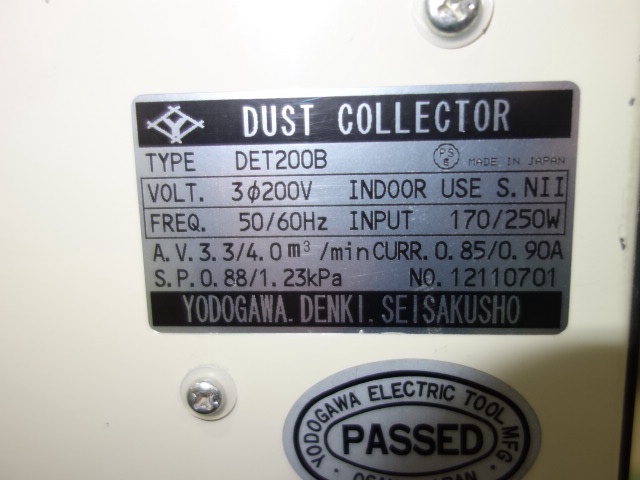 DUST COLLECTOR
TYPE DET200B PS E MADE IN JAPAN
VOLT. 3φ200V INDOOR USE S.NII
FREQ. 50/60Hz INPUT 170/250W
A.V.3.3/4.0m³/min CURR.0.85/0.90A
S.P.0.88/1.23kPa NO.12110701
YODOGAWA.DENKI.SEISAKUSHO
YODOGAWA ELECTRIC TOOL MFG.
PASSED